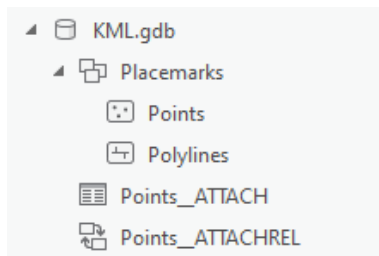 KML.gdb
Placemarks
Points
Polylines
Points__ATTACH
Points__ATTACHREL